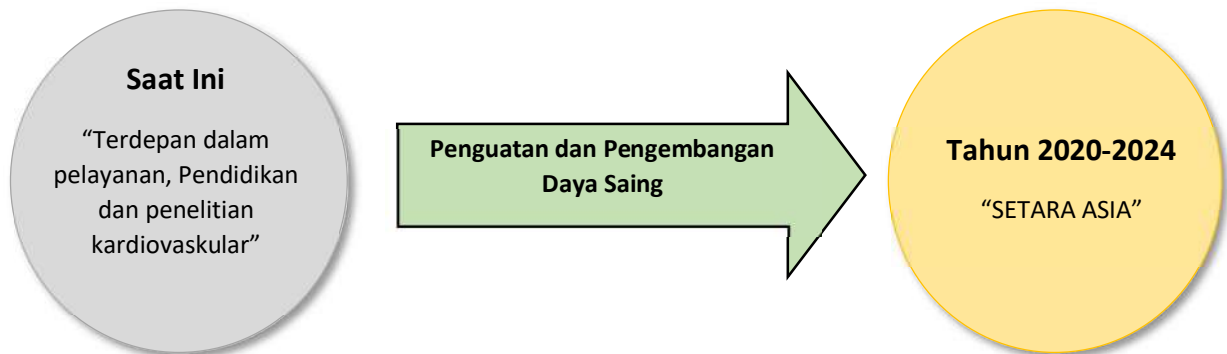 Saat Ini
“Terdepan dalam
pelayanan, Pendidikan
dan penelitian
kardiovaskular”
Penguatan dan Pengembangan
Daya Saing
Tahun 2020-2024
“SETARA ASIA”